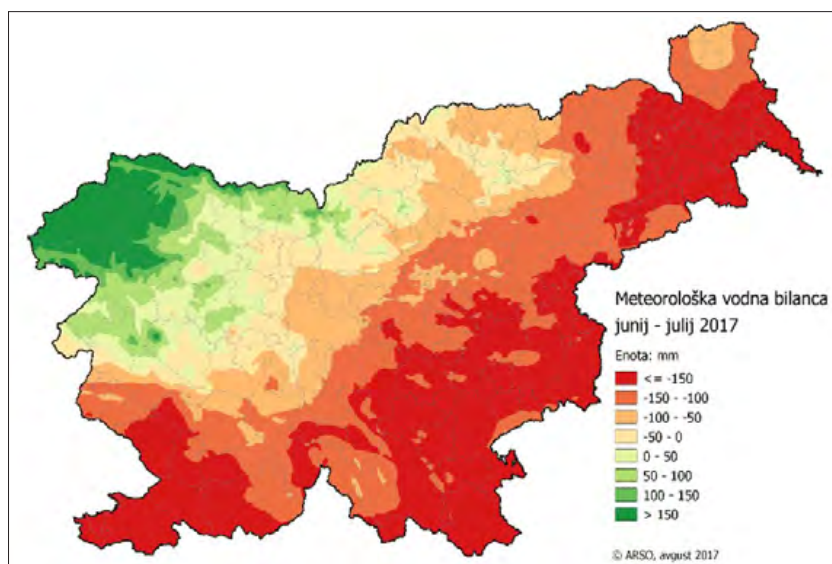 Meteorološka vodna bilanca
junij - julij 2017
Enota: mm
<= -150
-150 - -100
-100 - -50
-50 - 0
0 - 50
50 - 100
100 - 150
> 150
© ARSO, avgust 2017